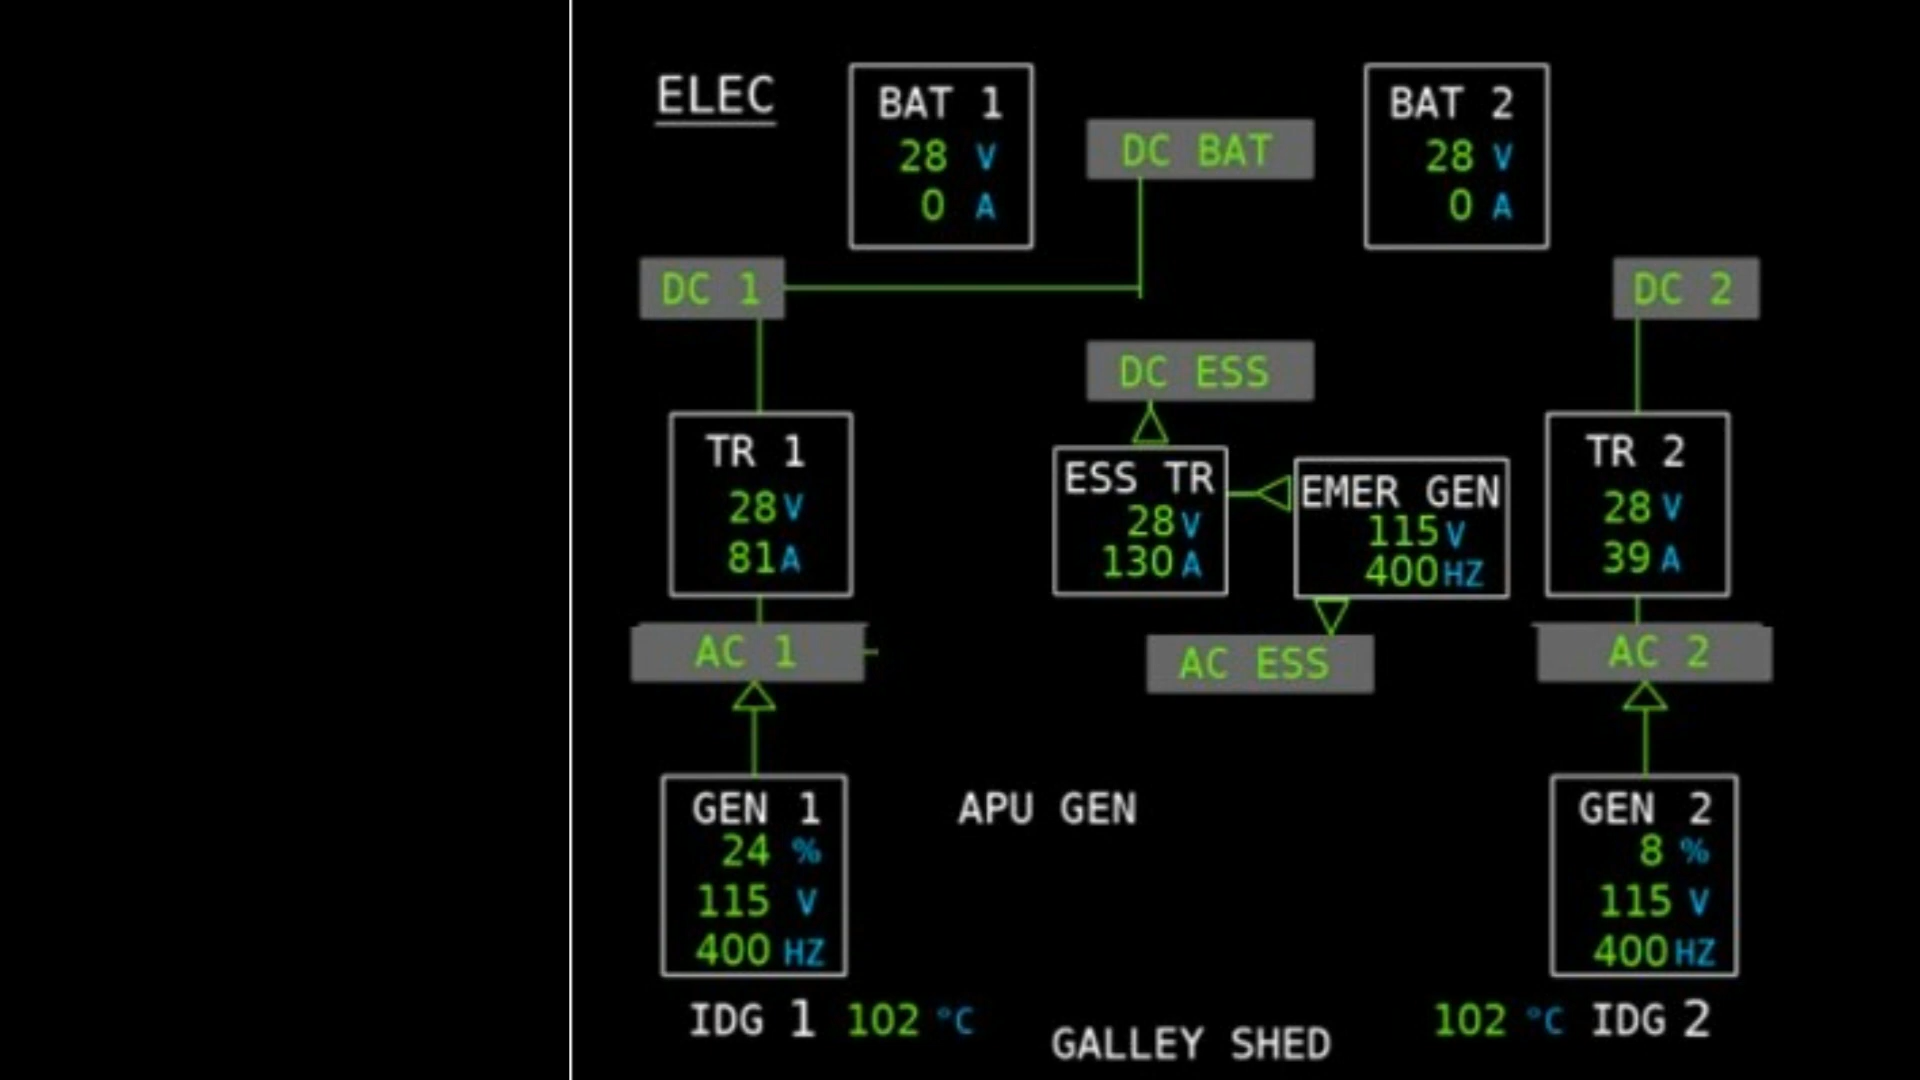 ELEC
BAT 1
28 V
0 A
DC BAT
BAT 2
28 V
0 A
DC 1
DC 2
DC ESS
TR 1
28 V
81 A
ESS TR
28 V
130 A
EMER GEN
115 V
400 HZ
TR 2
28 V
39 A
AC 1
AC ESS
AC 2
GEN 1
24 %
115 V
400 HZ
APU GEN
GEN 2
8 %
115 V
400 HZ
IDG 1 102 °C
GALLEY SHED
102 °C IDG 2